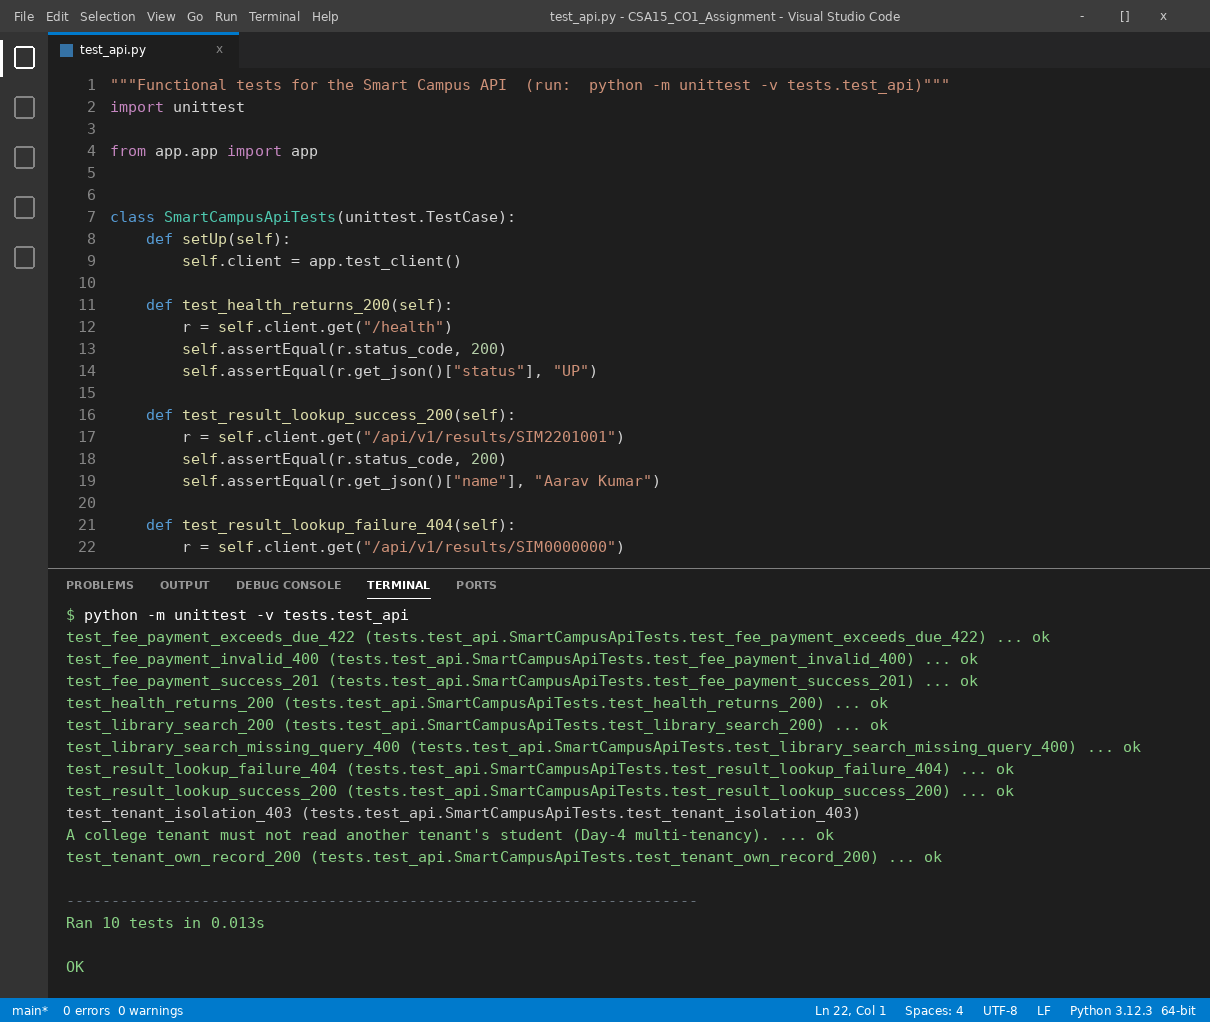 File Edit Selection View Go Run Terminal Help test_api.py - CSA15_CO1_Assignment - Visual Studio Code - [] x
test_api.py x
1 """Functional tests for the Smart Campus API  (run:  python -m unittest -v tests.test_api)"""
2 import unittest
3
4 from app.app import app
5
6
7 class SmartCampusApiTests(unittest.TestCase):
8     def setUp(self):
9         self.client = app.test_client()
10
11     def test_health_returns_200(self):
12         r = self.client.get("/health")
13         self.assertEqual(r.status_code, 200)
14         self.assertEqual(r.get_json()["status"], "UP")
15
16     def test_result_lookup_success_200(self):
17         r = self.client.get("/api/v1/results/SIM2201001")
18         self.assertEqual(r.status_code, 200)
19         self.assertEqual(r.get_json()["name"], "Aarav Kumar")
20
21     def test_result_lookup_failure_404(self):
22         r = self.client.get("/api/v1/results/SIM0000000")
PROBLEMS OUTPUT DEBUG CONSOLE TERMINAL PORTS
$ python -m unittest -v tests.test_api
test_fee_payment_exceeds_due_422 (tests.test_api.SmartCampusApiTests.test_fee_payment_exceeds_due_422) ... ok
test_fee_payment_invalid_400 (tests.test_api.SmartCampusApiTests.test_fee_payment_invalid_400) ... ok
test_fee_payment_success_201 (tests.test_api.SmartCampusApiTests.test_fee_payment_success_201) ... ok
test_health_returns_200 (tests.test_api.SmartCampusApiTests.test_health_returns_200) ... ok
test_library_search_200 (tests.test_api.SmartCampusApiTests.test_library_search_200) ... ok
test_library_search_missing_query_400 (tests.test_api.SmartCampusApiTests.test_library_search_missing_query_400) ... ok
test_result_lookup_failure_404 (tests.test_api.SmartCampusApiTests.test_result_lookup_failure_404) ... ok
test_result_lookup_success_200 (tests.test_api.SmartCampusApiTests.test_result_lookup_success_200) ... ok
test_tenant_isolation_403 (tests.test_api.SmartCampusApiTests.test_tenant_isolation_403)
A college tenant must not read another tenant's student (Day-4 multi-tenancy). ... ok
test_tenant_own_record_200 (tests.test_api.SmartCampusApiTests.test_tenant_own_record_200) ... ok
----------------------------------------------------------------------
Ran 10 tests in 0.013s
OK
main* 0 errors 0 warnings Ln 22, Col 1 Spaces: 4 UTF-8 LF Python 3.12.3 64-bit